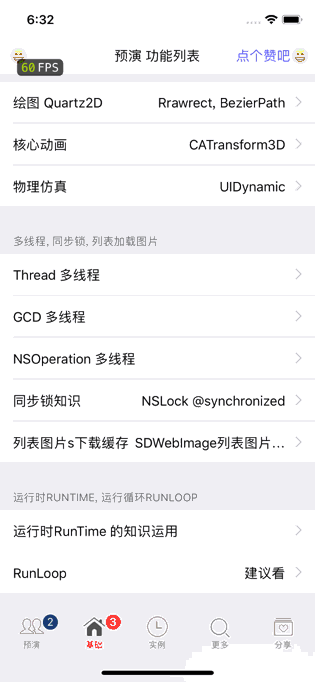 6:32
预演 功能列表
点个赞吧
60 FPS
绘图 Quartz2D Rrawrect, BezierPath
核心动画 CATransform3D
物理仿真 UIDynamic
多线程, 同步锁, 列表加载图片
Thread 多线程
GCD 多线程
NSOperation 多线程
同步锁知识 NSLock @synchronized
列表图片s下载缓存 SDWebImage列表图片...
运行时RUNTIME, 运行循环RUNLOOP
运行时RunTime 的知识运用
RunLoop 建议看
2 3
预演 基础 实例 更多 分享